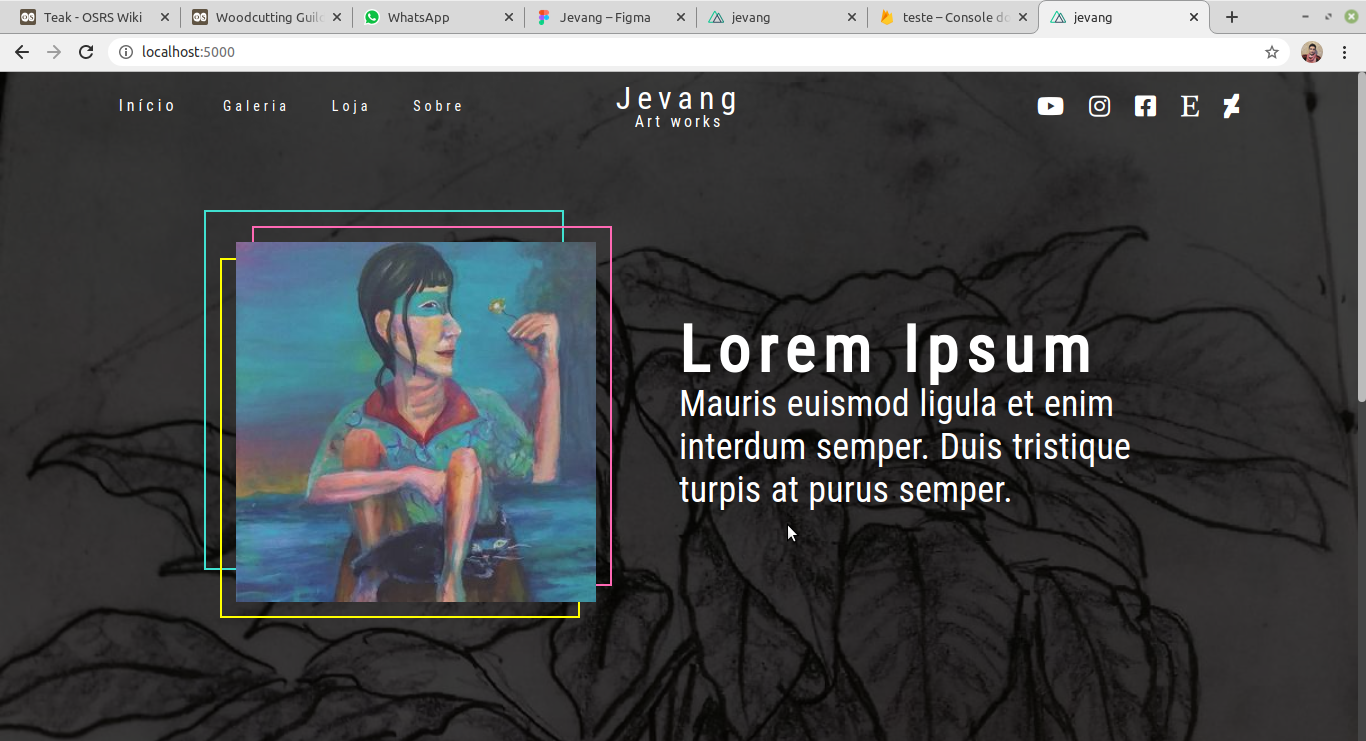 Teak - OSRS Wiki
Woodcutting Guil
WhatsApp
Jevang – Figma
jevang
teste – Console do
jevang
localhost:5000
Início Galeria Loja Sobre
Jevang
Art works
Lorem Ipsum
Mauris euismod ligula et enim
interdum semper. Duis tristique
turpis at purus semper.